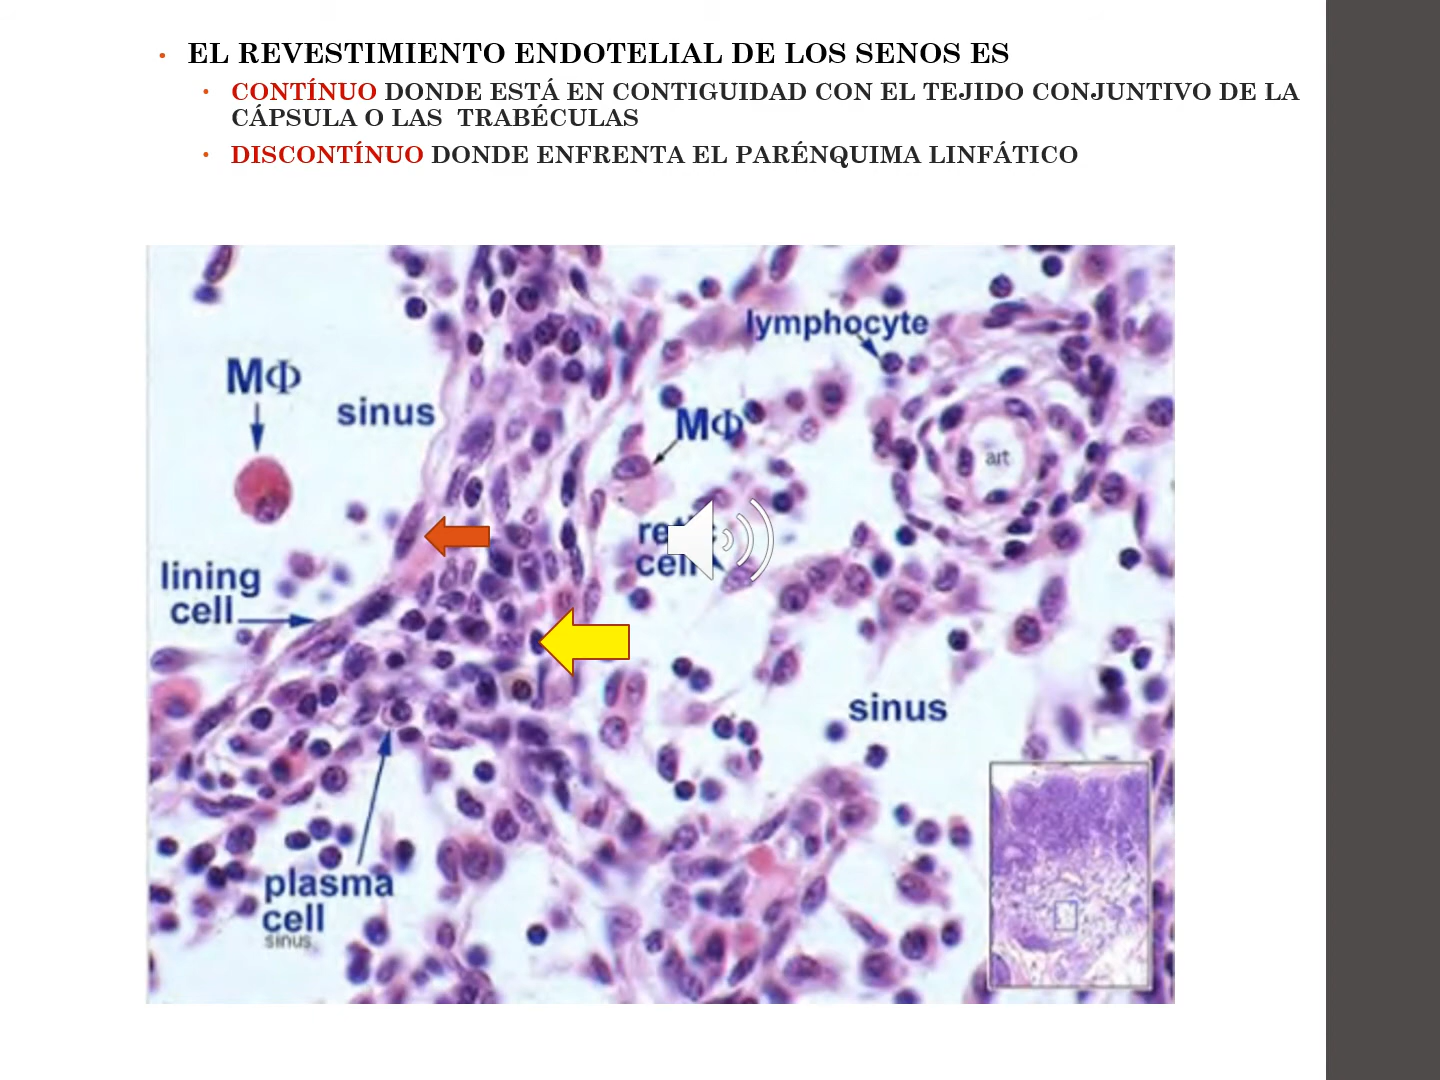 EL REVESTIMIENTO ENDOTELIAL DE LOS SENOS ES
CONTÍNUO DONDE ESTÁ EN CONTIGUIDAD CON EL TEJIDO CONJUNTIVO DE LA
CÁPSULA O LAS TRABÉCULAS
DISCONTÍNUO DONDE ENFRENTA EL PARÉNQUIMA LINFÁTICO
lymphocyte
MΦ
sinus
MΦ
art
cell
lining
cell
sinus
plasma
cell
sinus